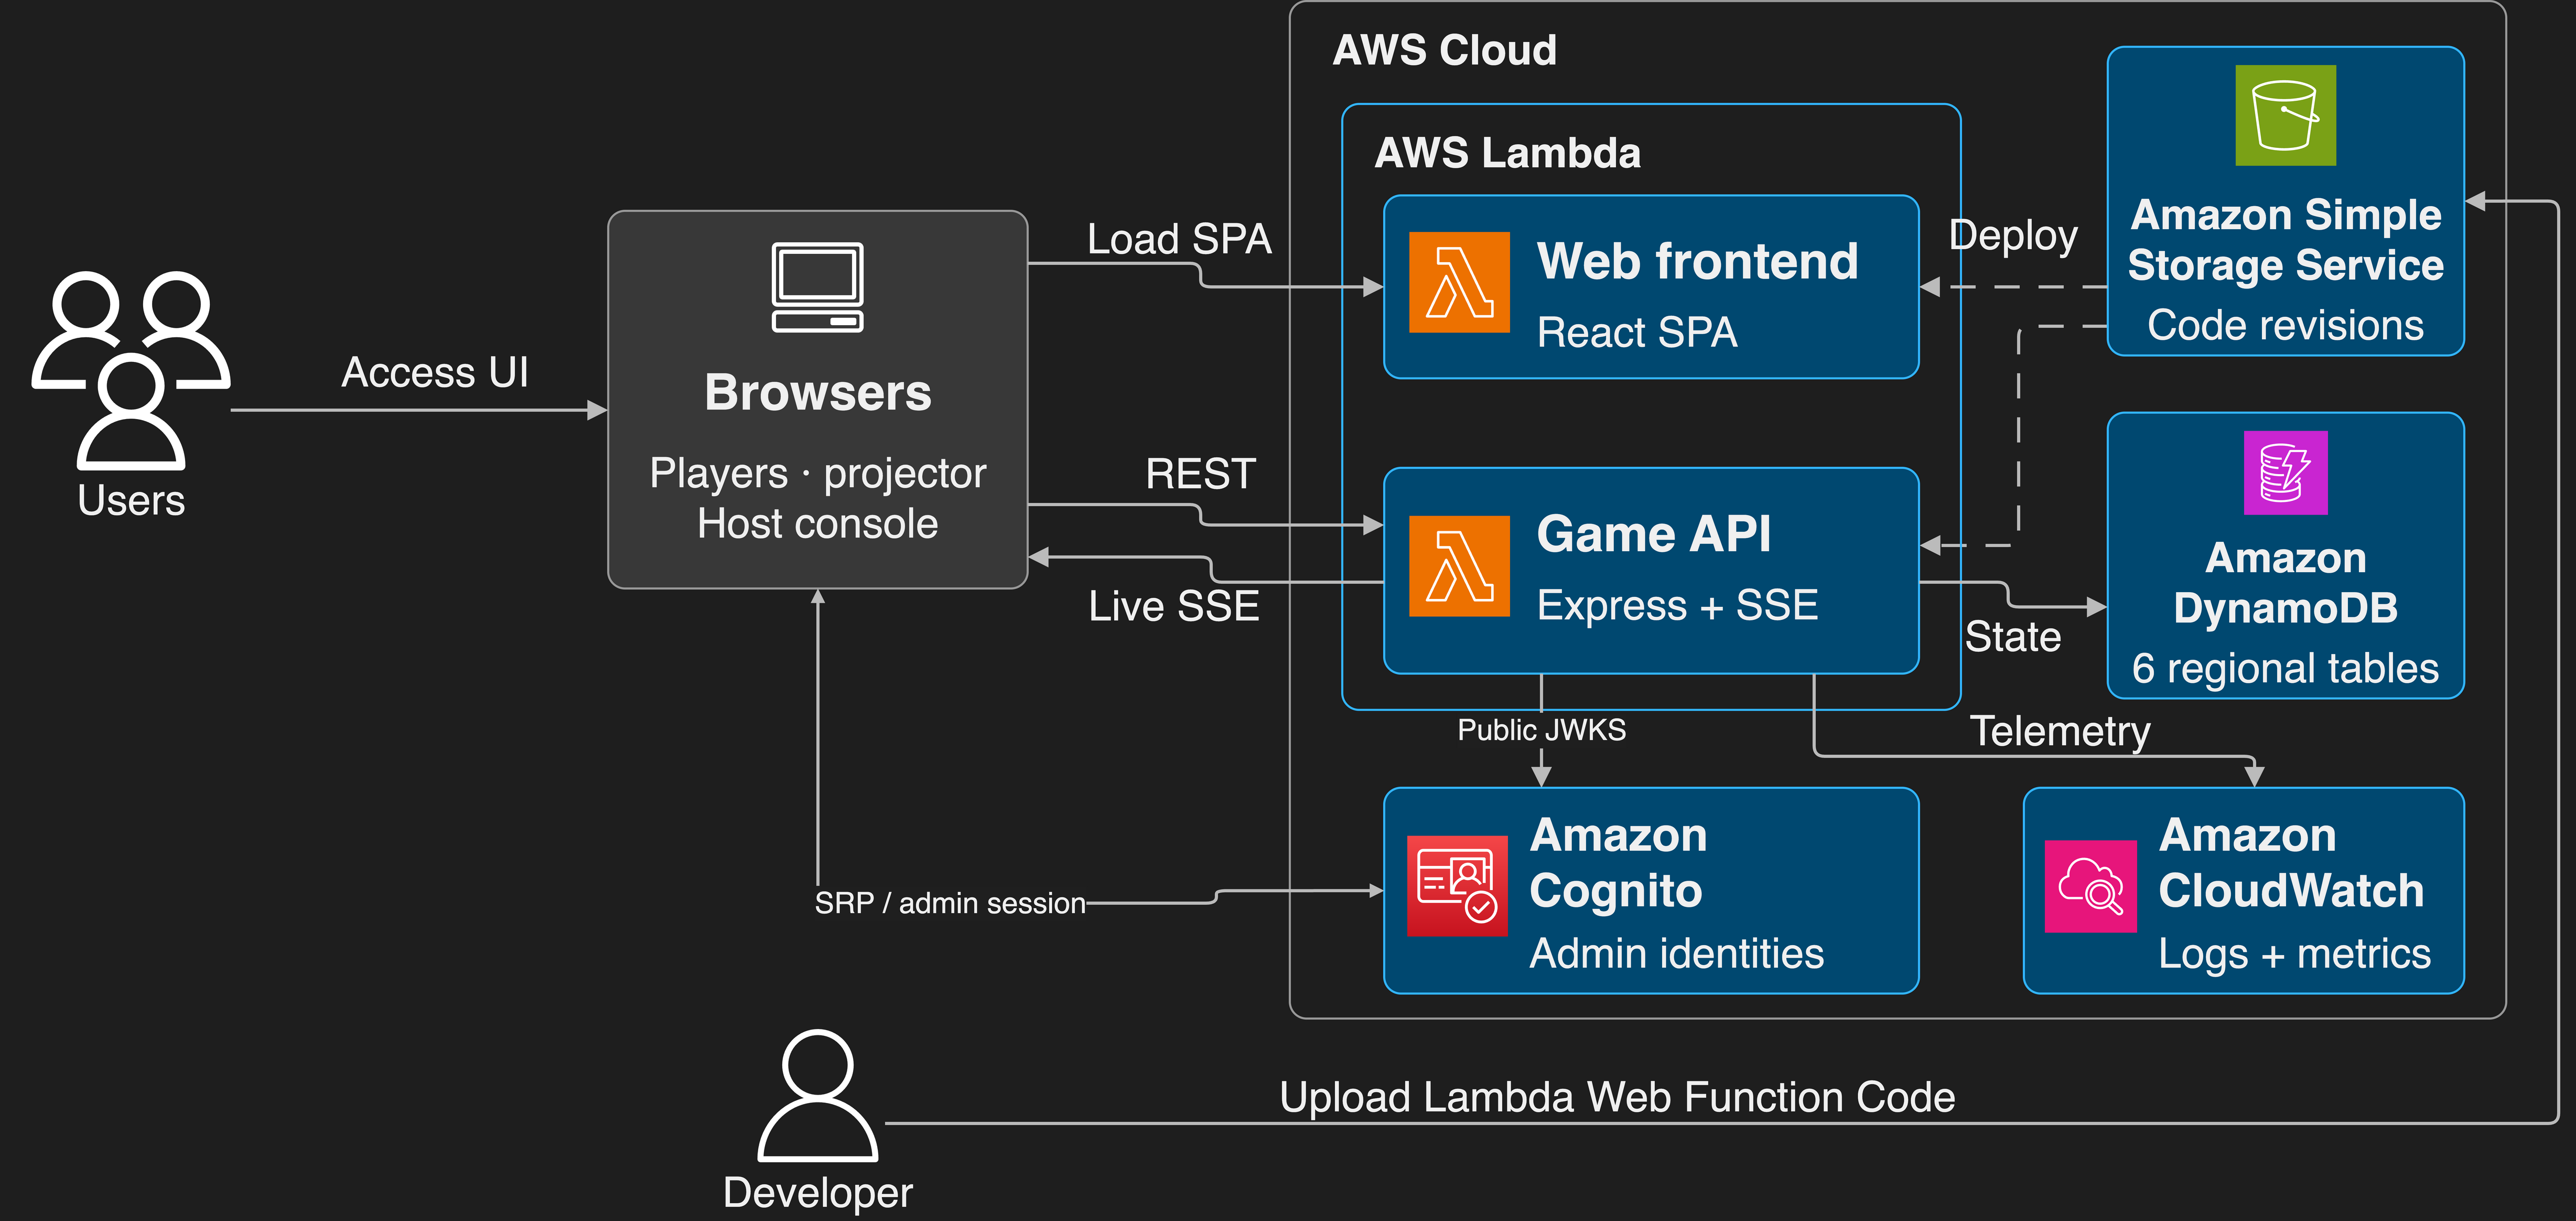 AWS Cloud
AWS Lambda
Amazon Simple
Storage Service
Code revisions
Deploy
Web frontend
React SPA
Load SPA
Access UI
Users
Browsers
Players · projector
Host console
REST
Live SSE
Game API
Express + SSE
State
Amazon
DynamoDB
6 regional tables
Public JWKS
Telemetry
SRP / admin session
Amazon
Cognito
Admin identities
Amazon
CloudWatch
Logs + metrics
Upload Lambda Web Function Code
Developer